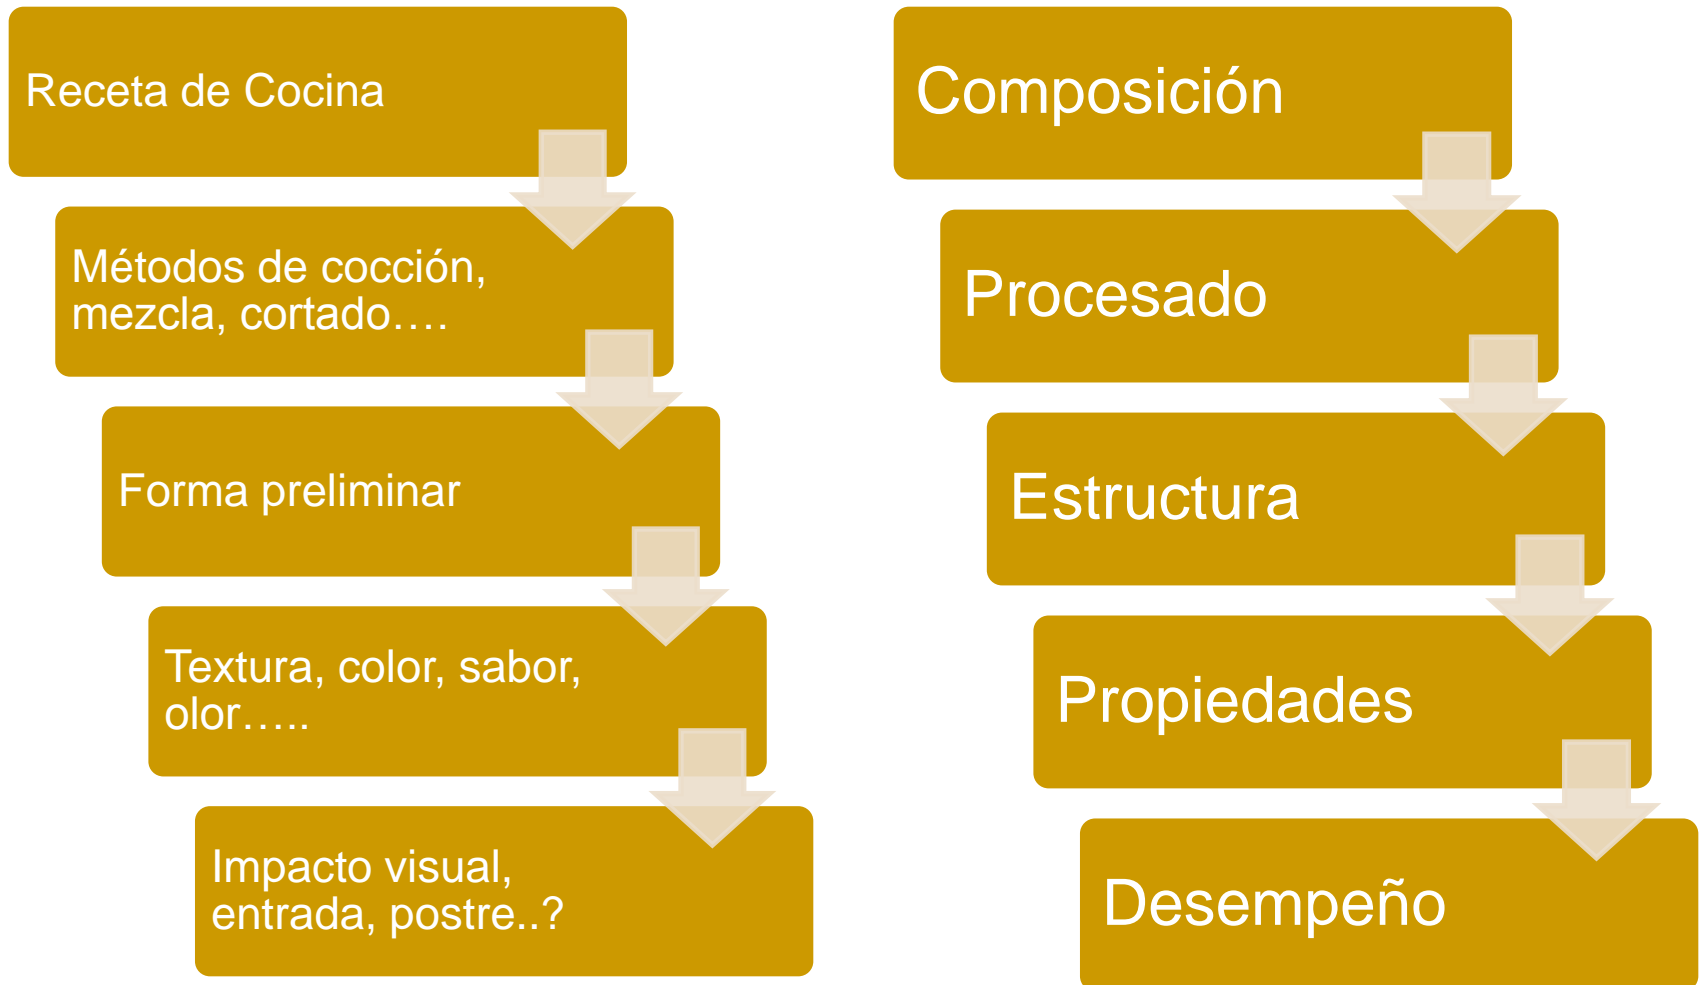 Receta de Cocina
Métodos de cocción,
mezcla, cortado….
Forma preliminar
Textura, color, sabor,
olor…..
Impacto visual,
entrada, postre..?
Composición
Procesado
Estructura
Propiedades
Desempeño